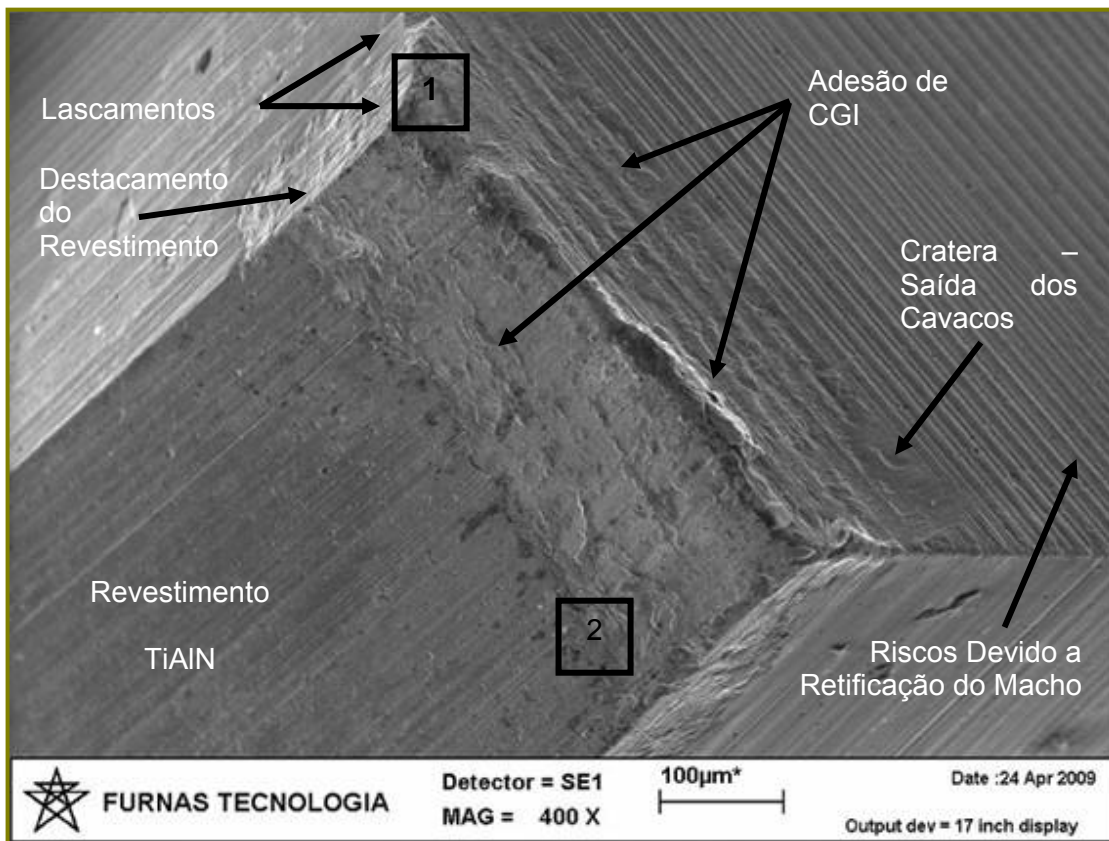 Lascamentos
Destacamento
do
Revestimento
1
Adesão de
CGI
Cratera –
Saída dos
Cavacos
Revestimento
TiAlN
2
Riscos Devido a
Retificação do Macho
FURNAS TECNOLOGIA
Detector = SE1
MAG = 400 X
100µm*
Date :24 Apr 2009
Output dev = 17 inch display